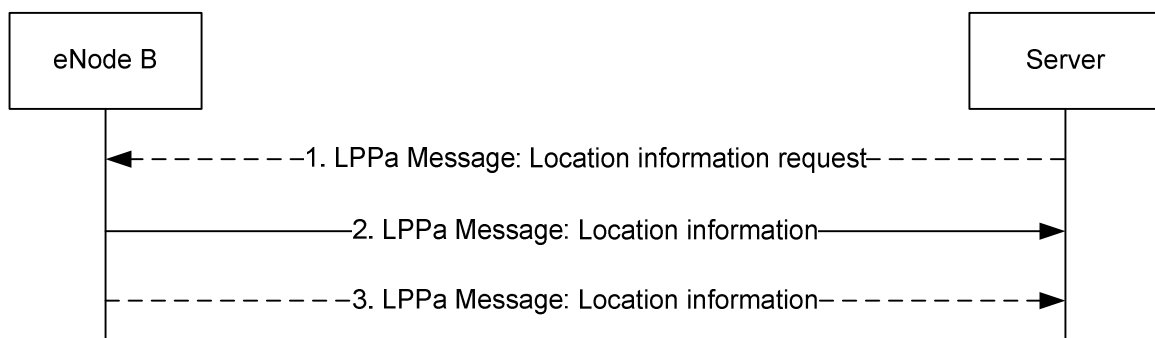 eNode B
Server
1. LPPa Message: Location information request
2. LPPa Message: Location information
3. LPPa Message: Location information